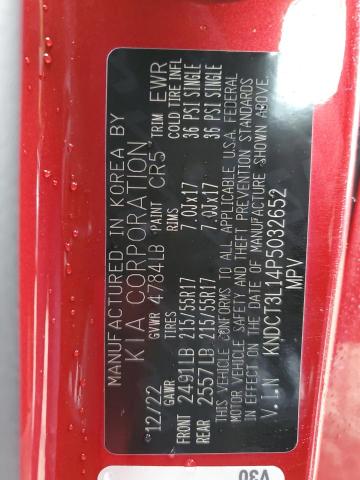 MANUFACTURED IN KOREA BY
KIA CORPORATION
12/22 GVWR 4784LB PAINT CR5 TRIM EWR
GAWR TIRES RIMS COLD TIRE INFL
FRONT 2491LB 215/55R17 7.0Jx17 36 PSI SINGLE
REAR 2557LB 215/55R17 7.0Jx17 36 PSI SINGLE
THIS VEHICLE CONFORMS TO ALL APPLICABLE U.S.A. FEDERAL
MOTOR VEHICLE SAFETY AND THEFT PREVENTION STANDARDS
IN EFFECT ON THE DATE OF MANUFACTURE SHOWN ABOVE.
V.I.N KNDCT3L14P5032652
MPV
V30